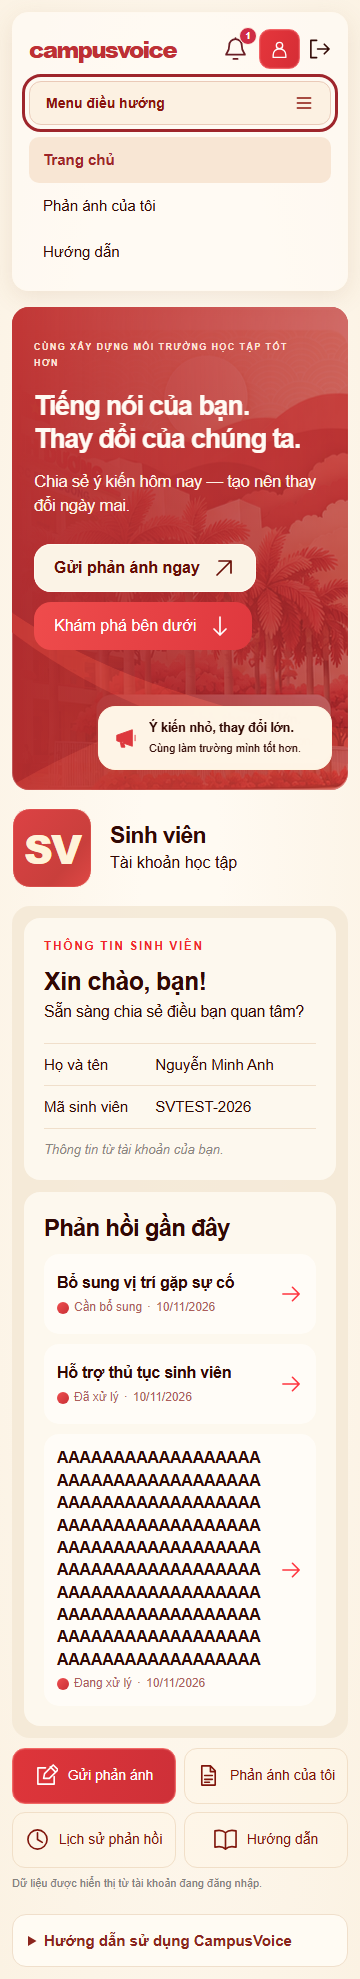 campusvoice
1
Menu điều hướng
Trang chủ
Phản ánh của tôi
Hướng dẫn
CÙNG XÂY DỰNG MÔI TRƯỜNG HỌC TẬP TỐT
HƠN
Tiếng nói của bạn.
Thay đổi của chúng ta.
Chia sẻ ý kiến hôm nay — tạo nên thay
đổi ngày mai.
Gửi phản ánh ngay
Khám phá bên dưới
Ý kiến nhỏ, thay đổi lớn.
Cùng làm trường mình tốt hơn.
SV
Sinh viên
Tài khoản học tập
THÔNG TIN SINH VIÊN
Xin chào, bạn!
Sẵn sàng chia sẻ điều bạn quan tâm?
Họ và tên Nguyễn Minh Anh
Mã sinh viên SVTEST-2026
Thông tin từ tài khoản của bạn.
Phản hồi gần đây
Bổ sung vị trí gặp sự cố
Cần bổ sung · 10/11/2026
Hỗ trợ thủ tục sinh viên
Đã xử lý · 10/11/2026
AAAAAAAAAAAAAAAAAA
AAAAAAAAAAAAAAAAAA
AAAAAAAAAAAAAAAAAA
AAAAAAAAAAAAAAAAAA
AAAAAAAAAAAAAAAAAA
AAAAAAAAAAAAAAAAAA
AAAAAAAAAAAAAAAAAA
AAAAAAAAAAAAAAAAAA
AAAAAAAAAAAAAAAAAA
AAAAAAAAAAAAAAAAAA
Đang xử lý · 10/11/2026
Gửi phản ánh
Phản ánh của tôi
Lịch sử phản hồi
Hướng dẫn
Dữ liệu được hiển thị từ tài khoản đang đăng nhập.
Hướng dẫn sử dụng CampusVoice